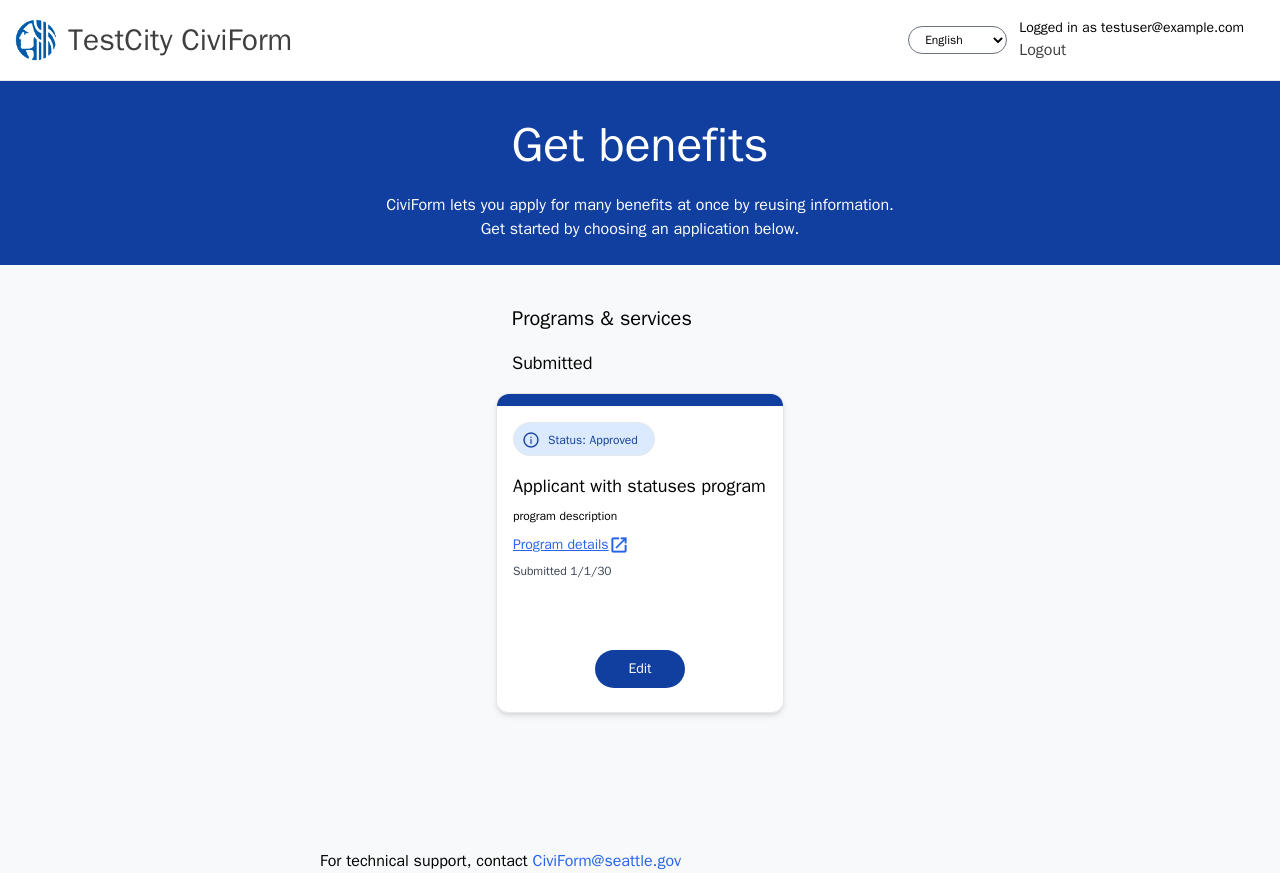 TestCity CiviForm
English
Logged in as testuser@example.com
Logout
Get benefits
CiviForm lets you apply for many benefits at once by reusing information.
Get started by choosing an application below.
Programs & services
Submitted
Status: Approved
Applicant with statuses program
program description
Program details
Submitted 1/1/30
Edit
For technical support, contact CiviForm@seattle.gov